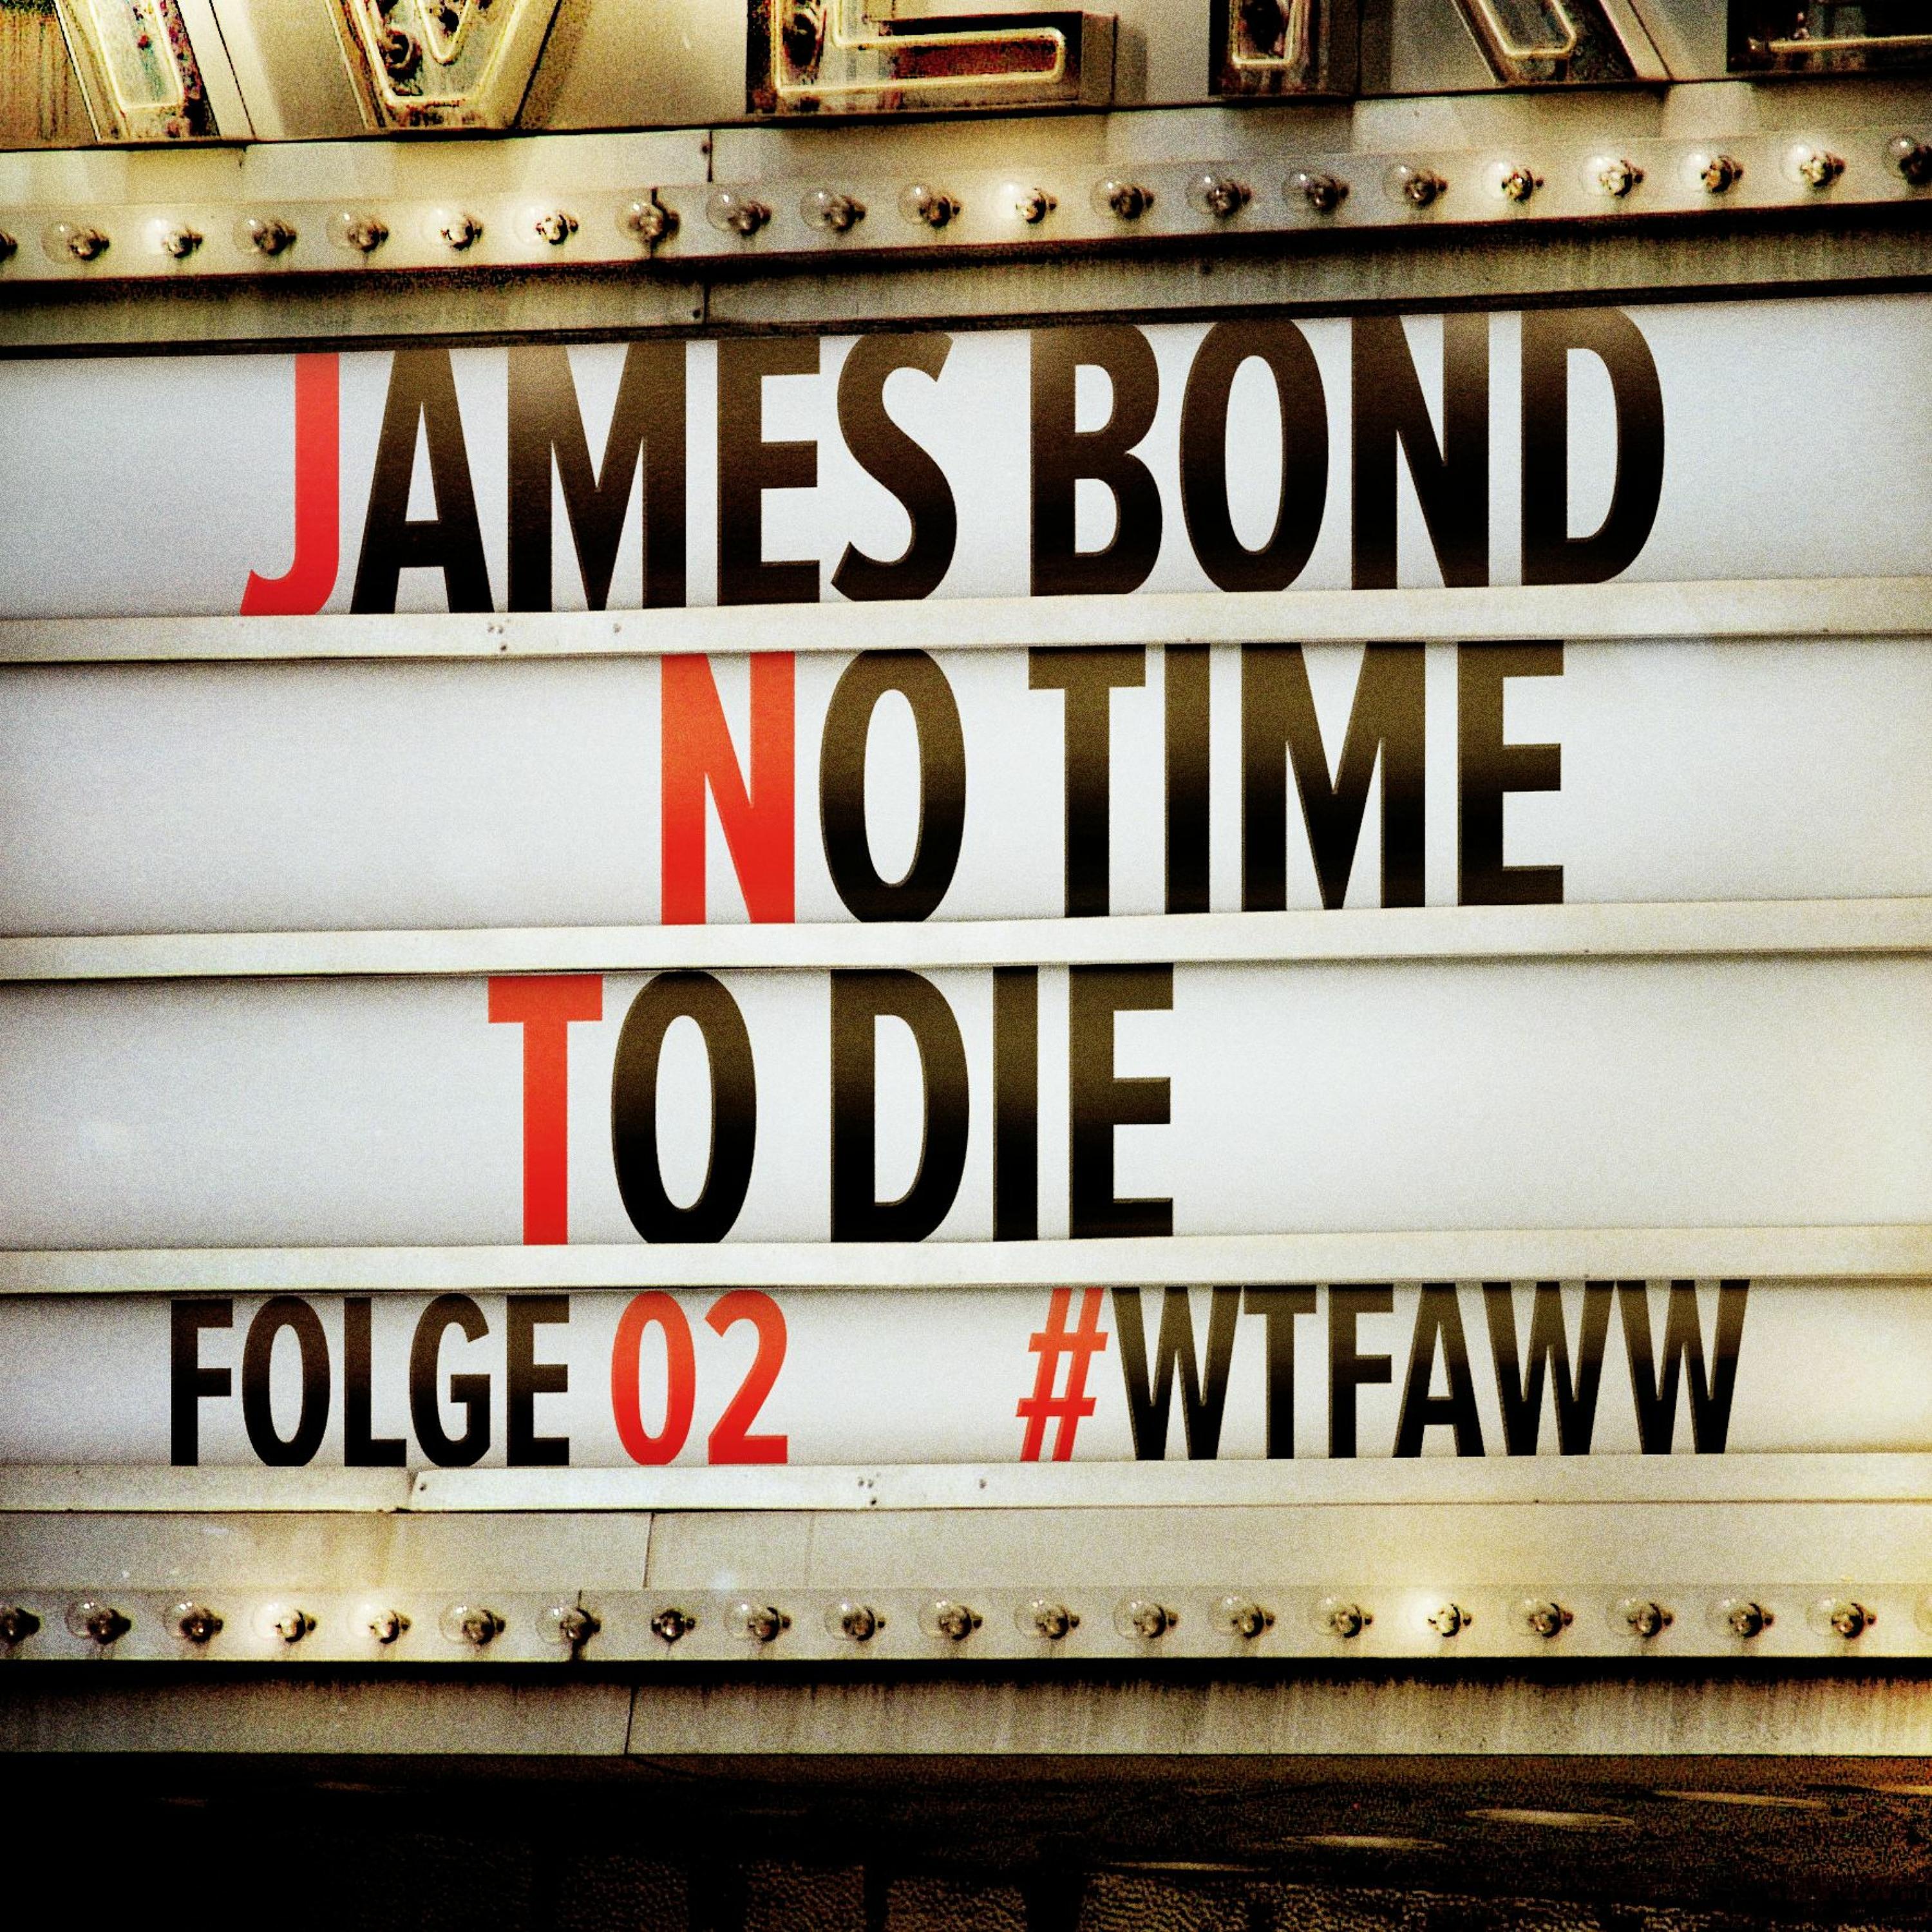 JAMES BOND
NO TIME
TO DIE
FOLGE 02 #WTFAWW